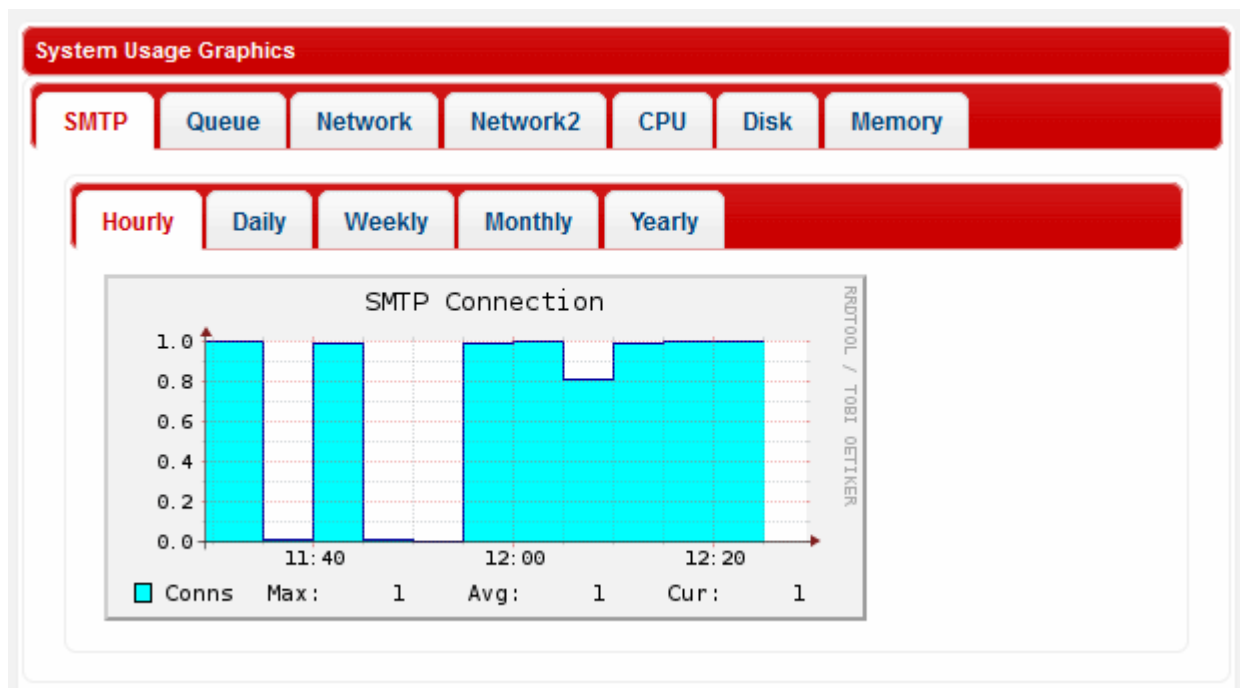 System Usage Graphics
SMTP Queue Network Network2 CPU Disk Memory
Hourly Daily Weekly Monthly Yearly
SMTP Connection
RRDTOOL / TOBI OETIKER
1.0
0.8
0.6
0.4
0.2
0.0
11:40 12:00 12:20
Conns Max: 1 Avg: 1 Cur: 1